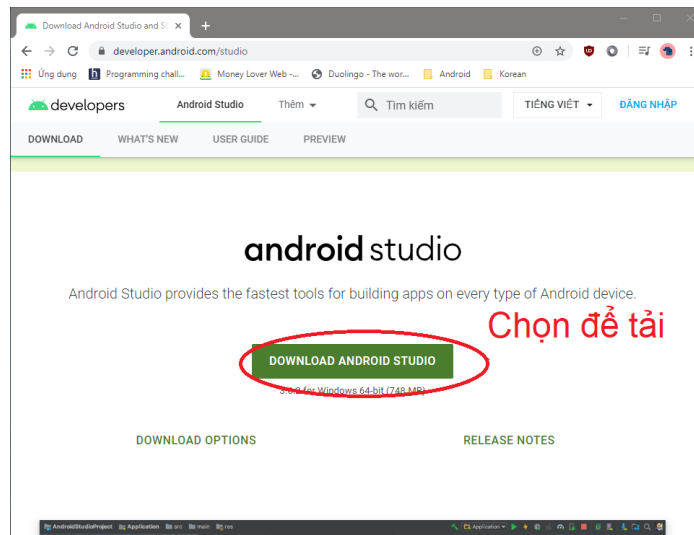 Download Android Studio and S
developer.android.com/studio
Ứng dụng Programming chall... Money Lover Web -... Duolingo - The wor... Android Korean
developers Android Studio Thêm Tìm kiếm TIẾNG VIỆT ĐĂNG NHẬP
DOWNLOAD WHAT'S NEW USER GUIDE PREVIEW
android studio
Android Studio provides the fastest tools for building apps on every type of Android device.
Chọn để tải
DOWNLOAD ANDROID STUDIO
for Windows 64-bit (748 MB)
DOWNLOAD OPTIONS RELEASE NOTES
AndroidStudioProject Application src main res Application